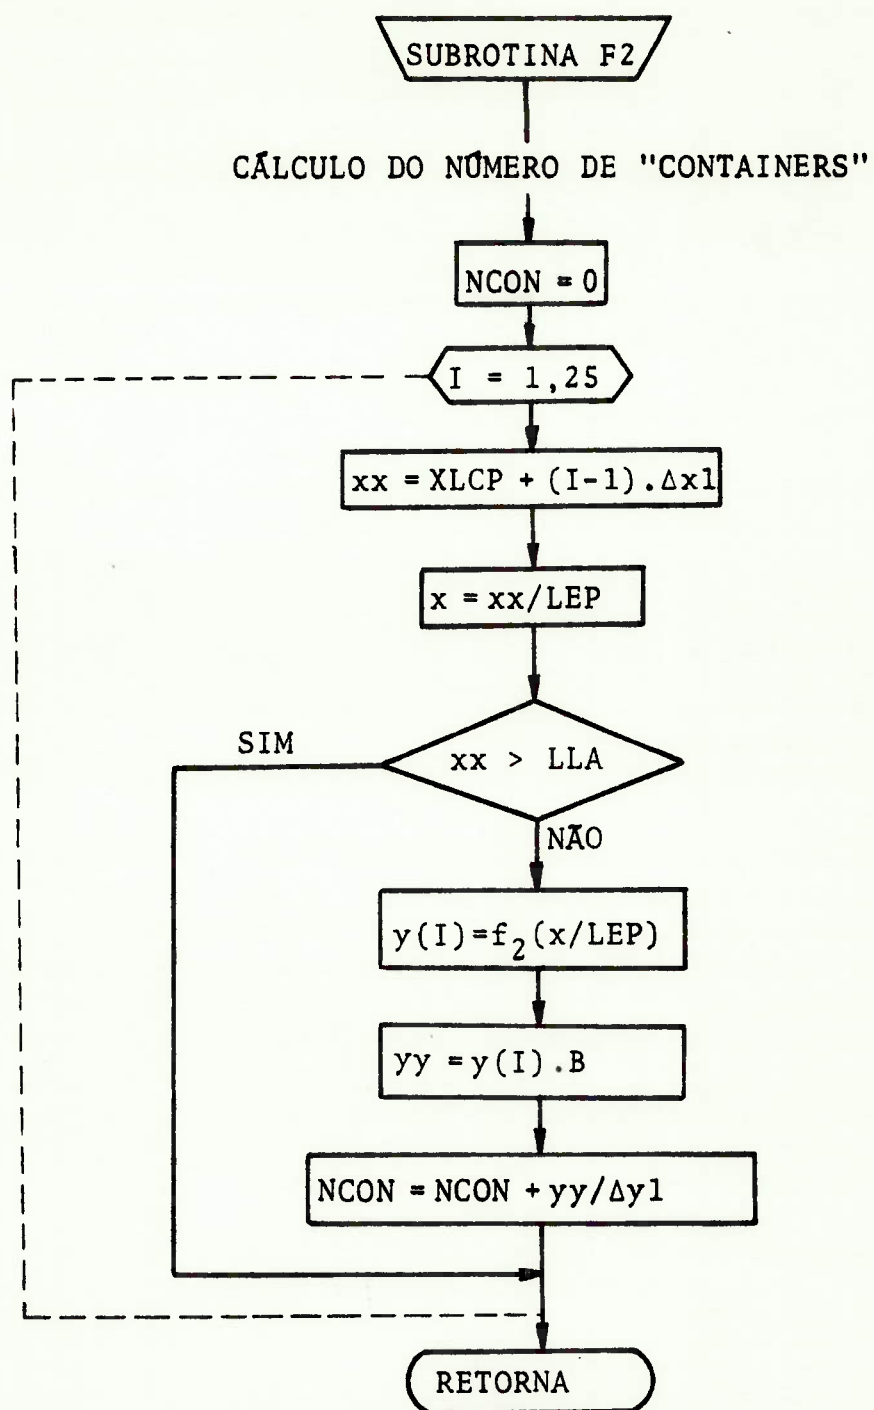 SUBROTINA F2
CÁLCULO DO NÚMERO DE "CONTAINERS"
NCON = 0
I = 1,25
xx = XLCP + (I-1).Δx1
x = xx/LEP
xx > LLA
SIM
NÃO
y(I)=f₂(x/LEP)
yy = y(I).B
NCON = NCON + yy/Δy1
RETORNA